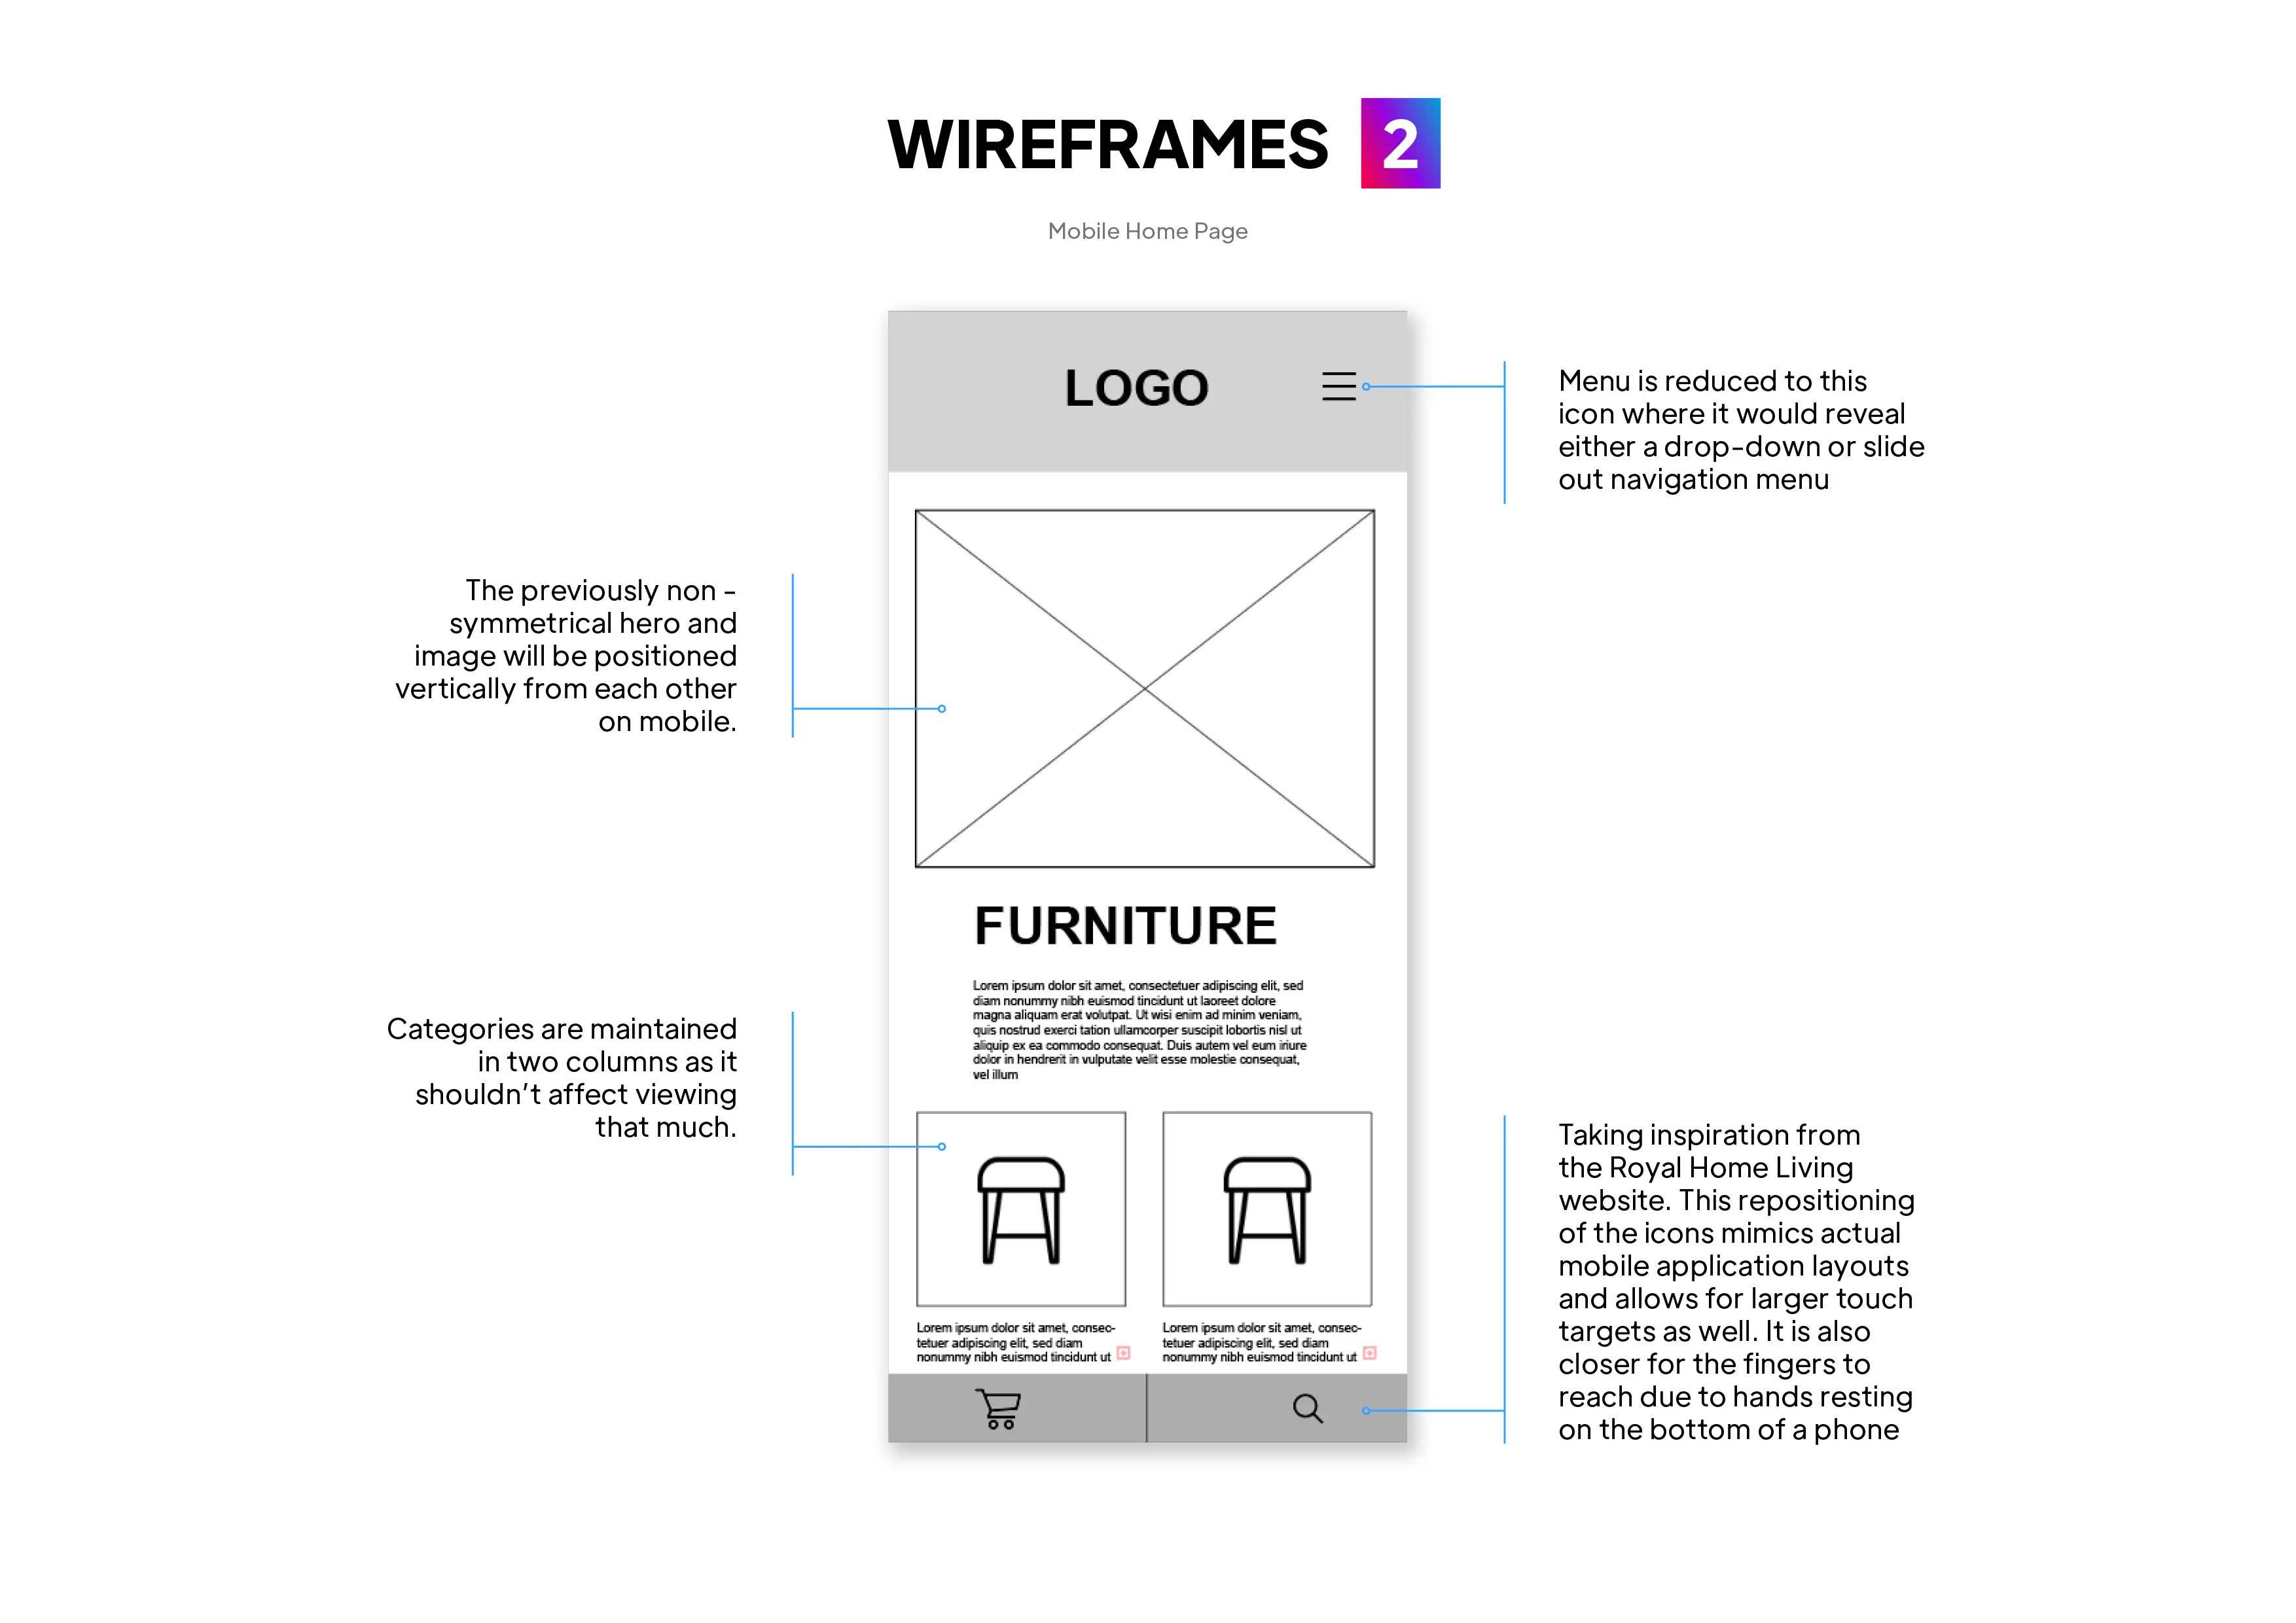 WIREFRAMES 2
Mobile Home Page
LOGO
Menu is reduced to this
icon where it would reveal
either a drop-down or slide
out navigation menu
The previously non -
symmetrical hero and
image will be positioned
vertically from each other
on mobile.
FURNITURE
Lorem ipsum dolor sit amet, consectetuer adipiscing elit, sed
diam nonummy nibh euismod tincidunt ut laoreet dolore
magna aliquam erat volutpat. Ut wisi enim ad minim veniam,
quis nostrud exerci tation ullamcorper suscipit lobortis nisl ut
aliquip ex ea commodo consequat. Duis autem vel eum iriure
dolor in hendrerit in vulputate velit esse molestie consequat,
vel illum
Categories are maintained
in two columns as it
shouldn't affect viewing
that much.
Lorem ipsum dolor sit amet, consec-
tetuer adipiscing elit, sed diam
nonummy nibh euismod tincidunt ut
Lorem ipsum dolor sit amet, consec-
tetuer adipiscing elit, sed diam
nonummy nibh euismod tincidunt ut
Taking inspiration from
the Royal Home Living
website. This repositioning
of the icons mimics actual
mobile application layouts
and allows for larger touch
targets as well. It is also
closer for the fingers to
reach due to hands resting
on the bottom of a phone